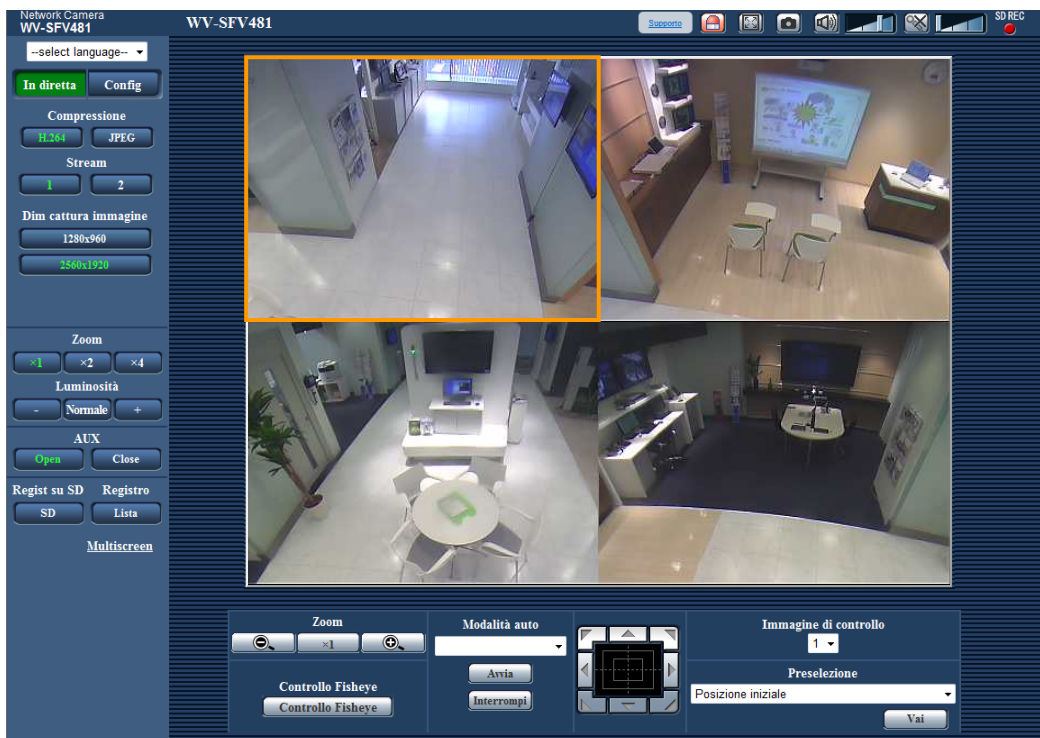 Network Camera
WV-SFV481
WV-SFV481
Supporto
SD REC
--select language--
In diretta Config
Compressione
H.264 JPEG
Stream
1 2
Dim cattura immagine
1280x960
2560x1920
Zoom
×1 ×2 ×4
Luminosità
- Normale +
AUX
Open Close
Regist su SD Registro
SD Lista
Multiscreen
Zoom
×1
Controllo Fisheye
Controllo Fisheye
Modalità auto
Avvia
Interrompi
Immagine di controllo
1
Preselezione
Posizione iniziale
Vai